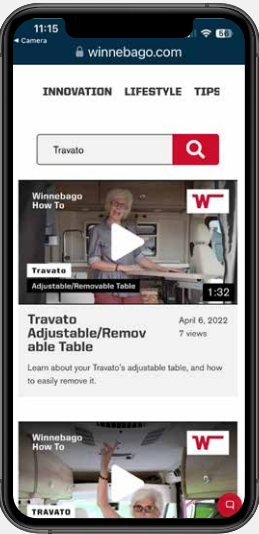 11:15
56
◂ Camera
winnebago.com
INNOVATION LIFESTYLE TIPS
Travato
Winnebago
How To
W
Travato
Adjustable/Removable Table
1:32
Travato
Adjustable/Remov
able Table
April 6, 2022
7 views
Learn about your Travato's adjustable table, and how
to easily remove it.
Winnebago
How To
W
TRAVATO